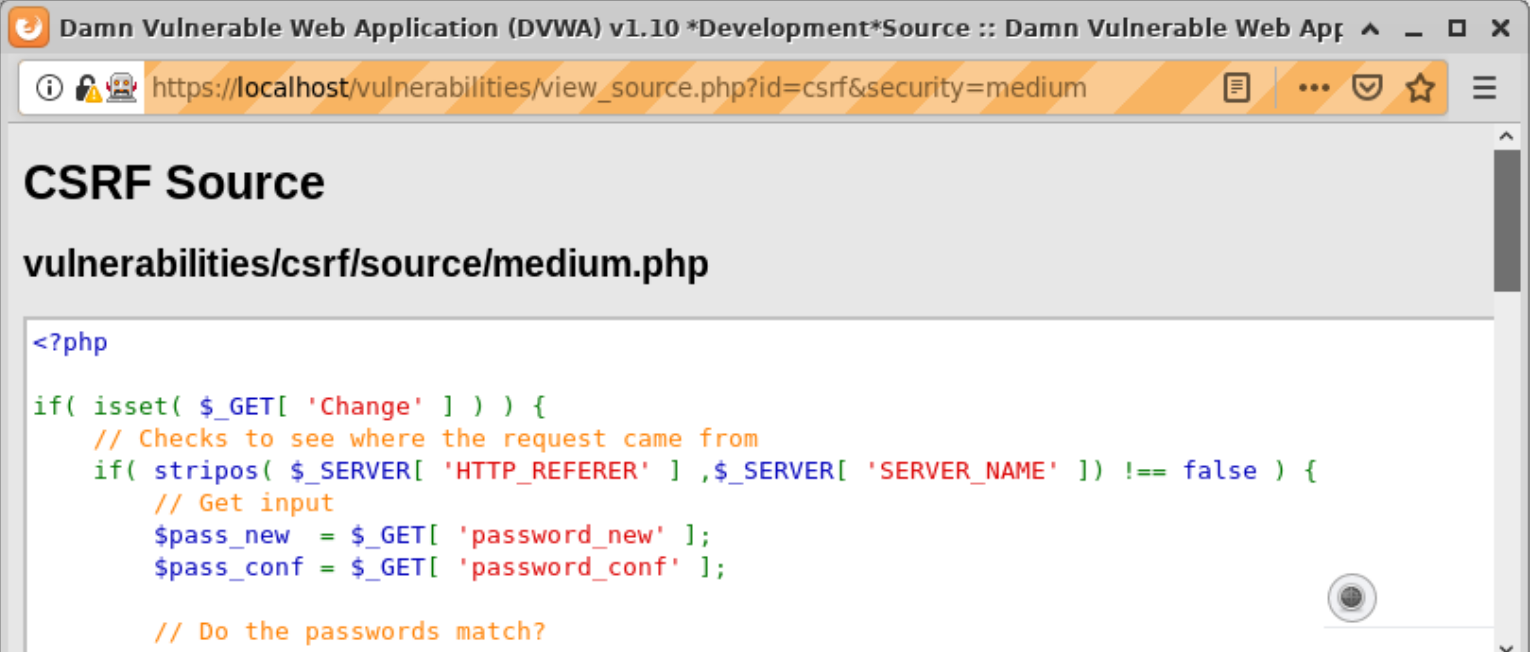 Damn Vulnerable Web Application (DVWA) v1.10 *Development*Source :: Damn Vulnerable Web App
https://localhost/vulnerabilities/view_source.php?id=csrf&security=medium
CSRF Source
vulnerabilities/csrf/source/medium.php
<?php
if( isset( $_GET[ 'Change' ] ) ) {
    // Checks to see where the request came from
    if( stripos( $_SERVER[ 'HTTP_REFERER' ] ,$_SERVER[ 'SERVER_NAME' ]) !== false ) {
        // Get input
        $pass_new  = $_GET[ 'password_new' ];
        $pass_conf = $_GET[ 'password_conf' ];
        // Do the passwords match?